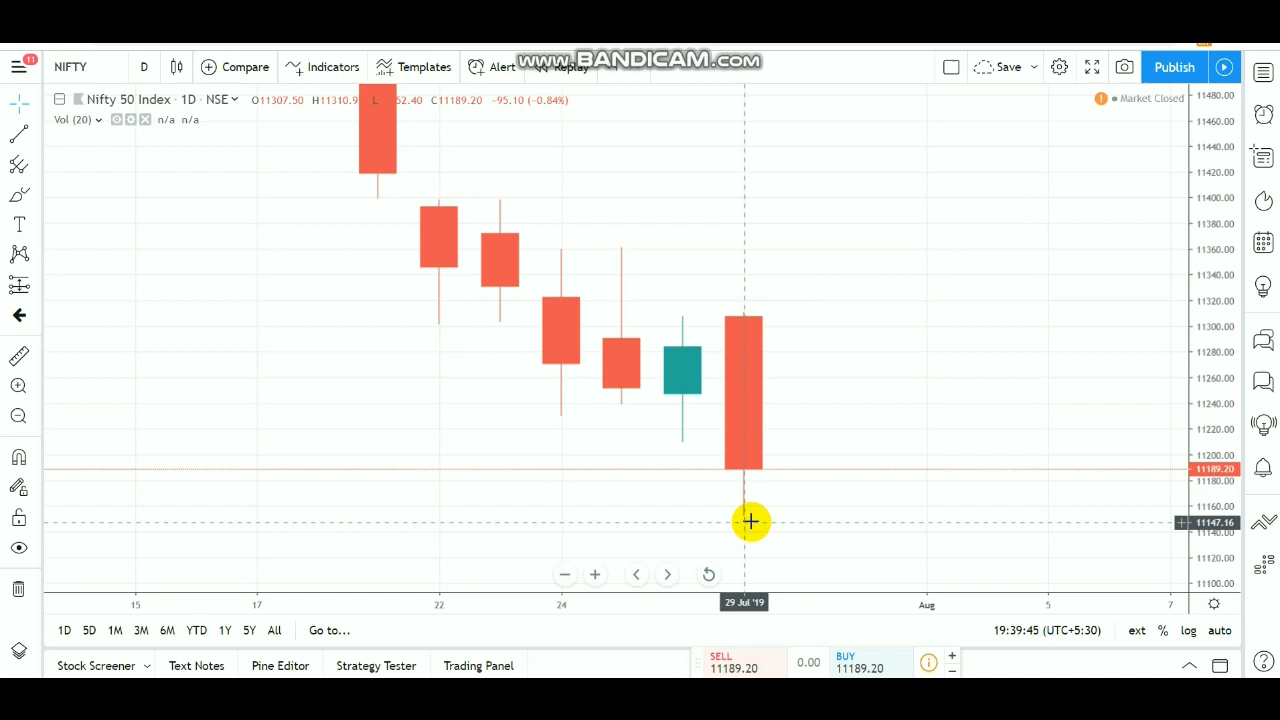 www.BANDICAM.com
11
NIFTY D Compare Indicators Templates Alert Replay Save Publish
Nifty 50 Index · 1D · NSE O11307.50 H11310.9 L 52.40 C11189.20 -95.10 (-0.84%) Market Closed
Vol (20) n/a n/a
11480.00
11460.00
11440.00
11420.00
11400.00
11380.00
11360.00
11340.00
11320.00
11300.00
11280.00
11260.00
11240.00
11220.00
11200.00
11189.20
11180.00
11160.00
11147.16
11140.00
11120.00
11100.00
15 17 22 24 29 Jul '19 Aug 5 7
1D 5D 1M 3M 6M YTD 1Y 5Y All Go to... 19:39:45 (UTC+5:30) ext % log auto
Stock Screener Text Notes Pine Editor Strategy Tester Trading Panel
SELL
11189.20
0.00
BUY
11189.20